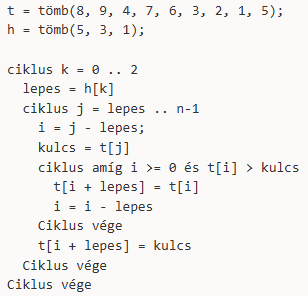 t = tömb(8, 9, 4, 7, 6, 3, 2, 1, 5);
h = tömb(5, 3, 1);

ciklus k = 0 .. 2
  lepes = h[k]
  ciklus j = lepes .. n-1
    i = j - lepes;
    kulcs = t[j]
    ciklus amíg i >= 0 és t[i] > kulcs
      t[i + lepes] = t[i]
      i = i - lepes
    Ciklus vége
    t[i + lepes] = kulcs
  Ciklus vége
Ciklus vége